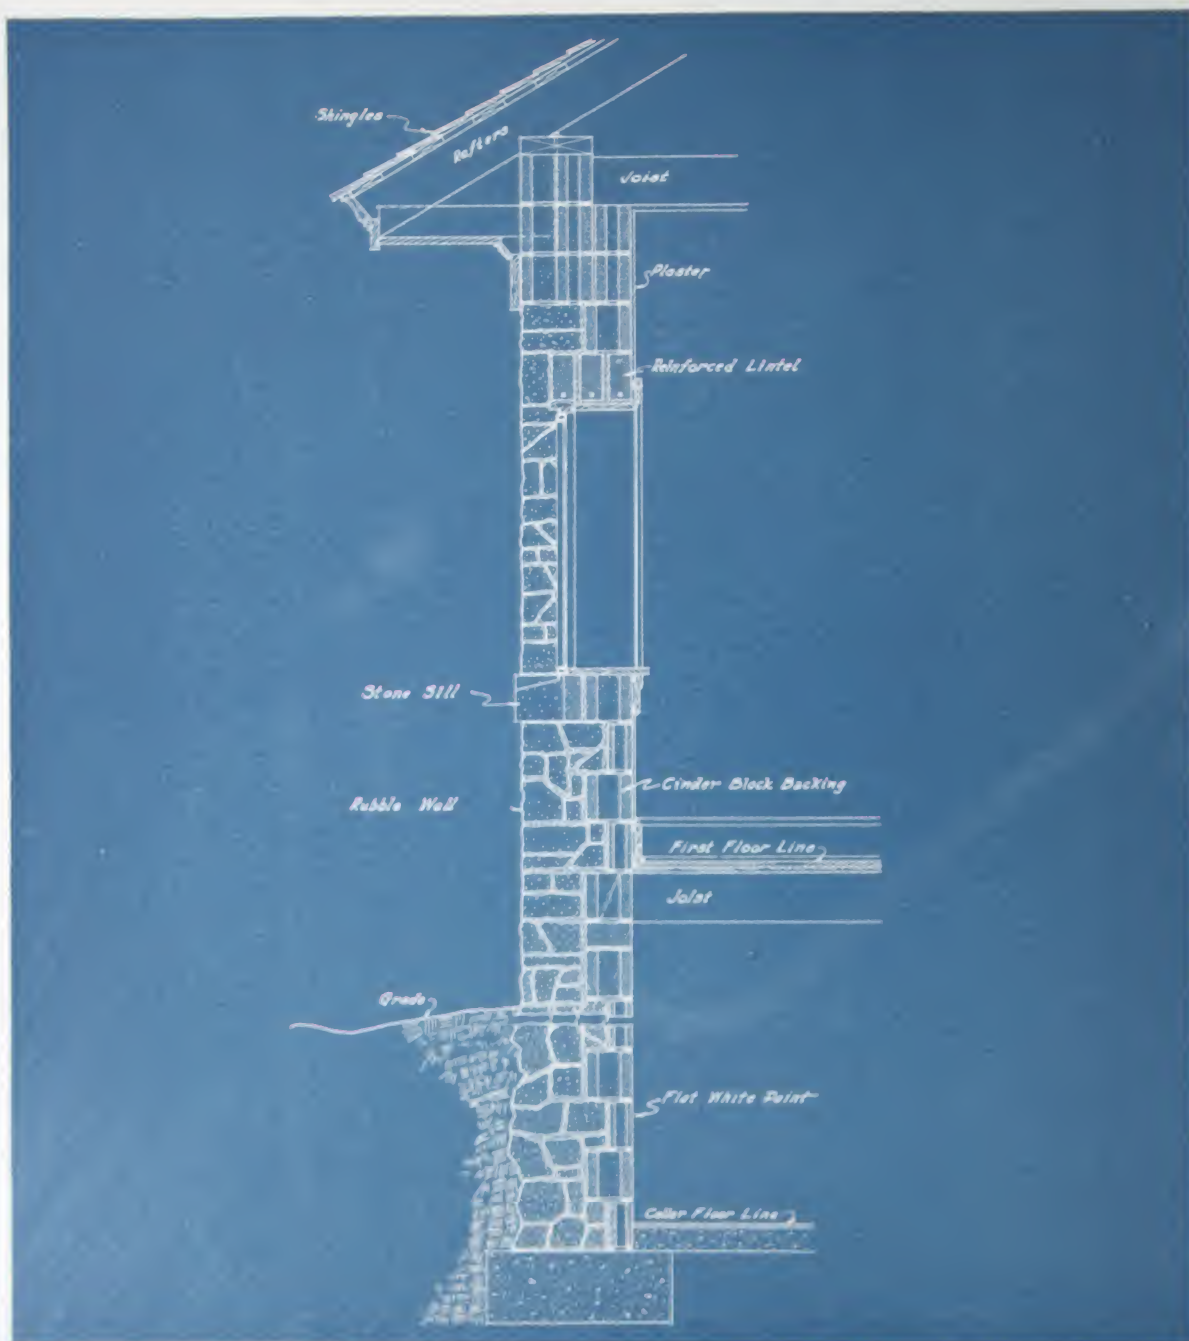 Shingles
Rafters
Joist
Plaster
Reinforced Lintel
Stone Sill
Cinder Block Backing
Rubble Wall
First Floor Line
Joist
Grade
Flat White Paint
Cellar Floor Line